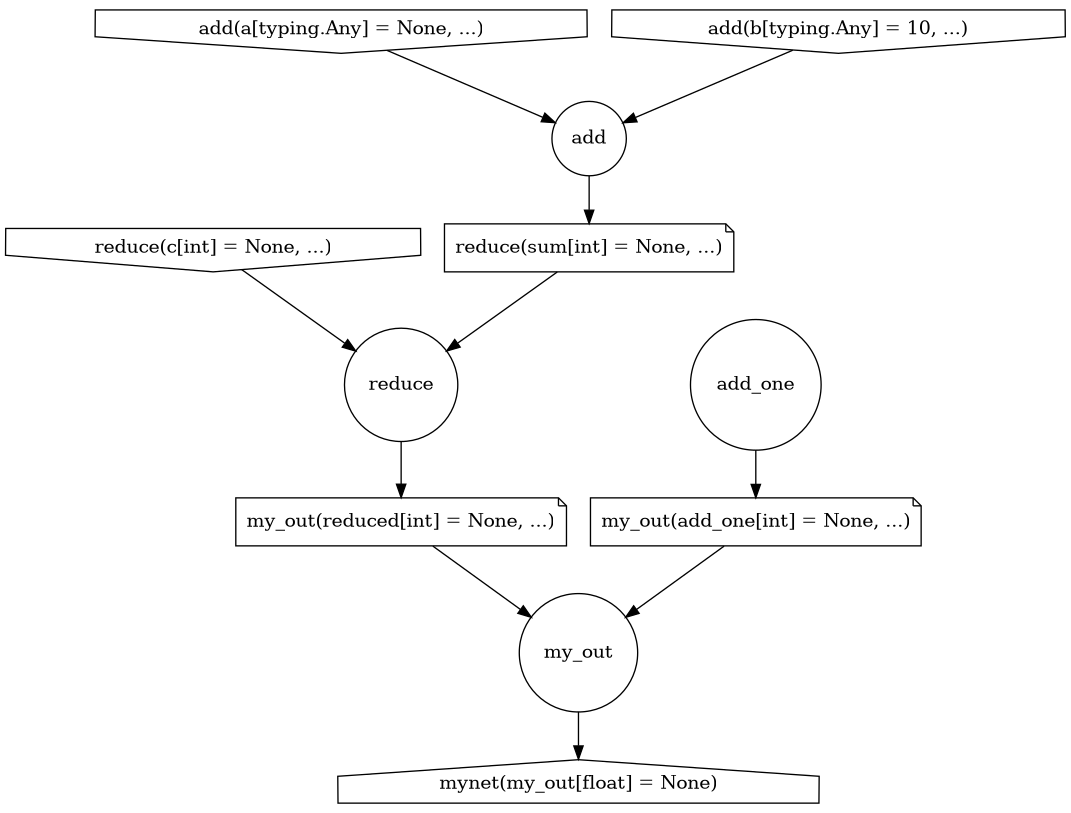 add(a[typing.Any] = None, ...)
add(b[typing.Any] = 10, ...)
add
reduce(c[int] = None, ...)
reduce(sum[int] = None, ...)
reduce
add_one
my_out(reduced[int] = None, ...)
my_out(add_one[int] = None, ...)
my_out
mynet(my_out[float] = None)